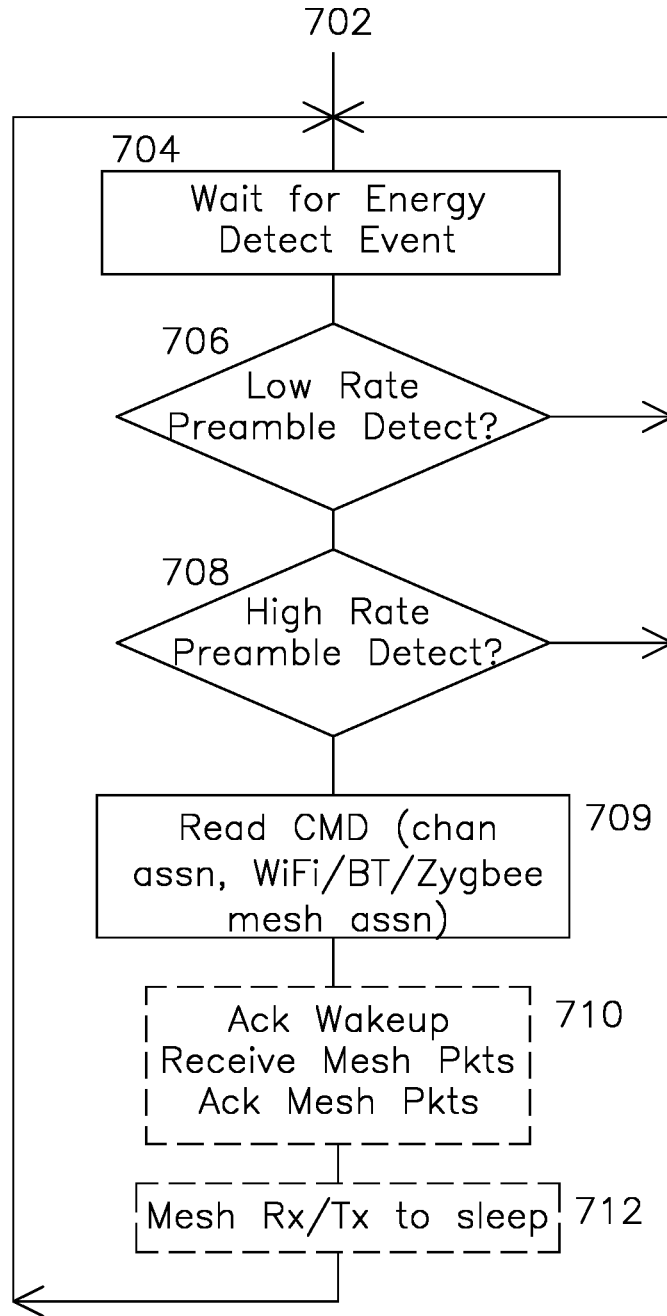 702
704
Wait for Energy
Detect Event
706
Low Rate
Preamble Detect?
708
High Rate
Preamble Detect?
709
Read CMD (chan
assn, WiFi/BT/Zygbee
mesh assn)
710
Ack Wakeup
Receive Mesh Pkts
Ack Mesh Pkts
Mesh Rx/Tx to sleep
712